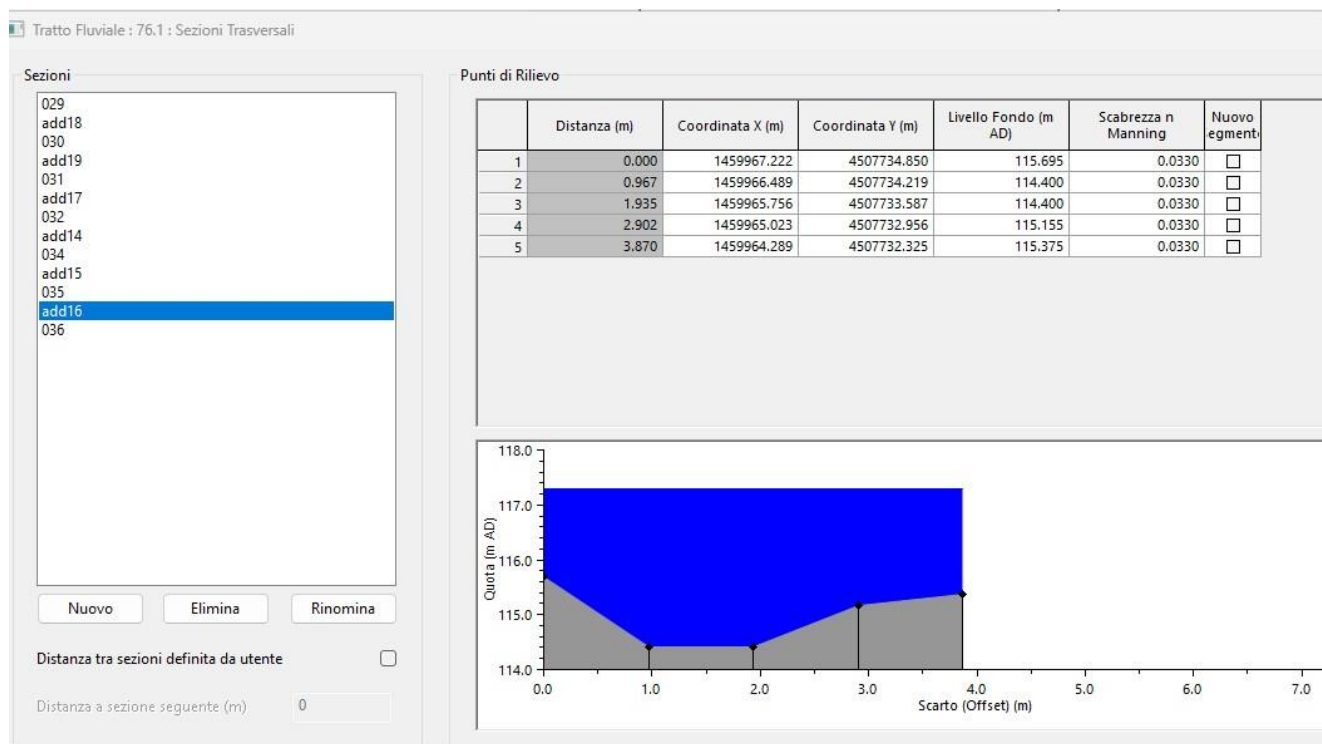 Tratto Fluviale : 76.1 : Sezioni Trasversali
Sezioni
029
add18
030
add19
031
add17
032
add14
034
add15
035
add16
036
Nuovo Elimina Rinomina
Distanza tra sezioni definita da utente
Distanza a sezione seguente (m) 0
Punti di Rilievo
Distanza (m) Coordinata X (m) Coordinata Y (m) Livello Fondo (m AD) Scabrezza n Manning Nuovo egment
1 0.000 1459967.222 4507734.850 115.695 0.0330
2 0.967 1459966.489 4507734.219 114.400 0.0330
3 1.935 1459965.756 4507733.587 114.400 0.0330
4 2.902 1459965.023 4507732.956 115.155 0.0330
5 3.870 1459964.289 4507732.325 115.375 0.0330
Quota (m AD)
118.0
117.0
116.0
115.0
114.0
0.0 1.0 2.0 3.0 4.0 5.0 6.0 7.0
Scarto (Offset) (m)